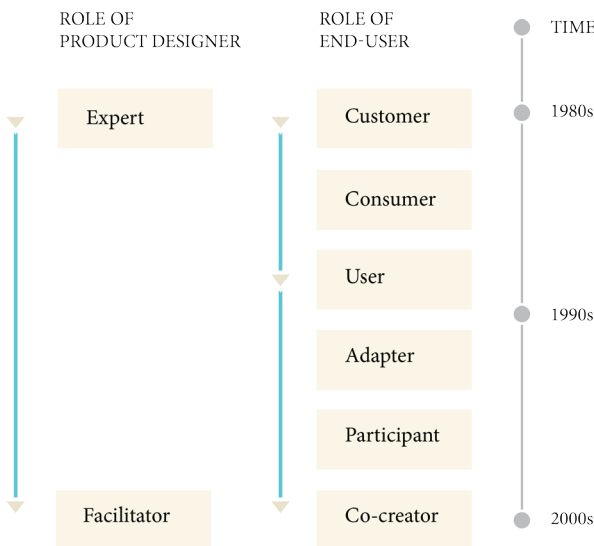 ROLE OF
PRODUCT DESIGNER
ROLE OF
END-USER
TIME
Expert
Customer
1980s
Consumer
User
1990s
Adapter
Participant
Facilitator
Co-creator
2000s